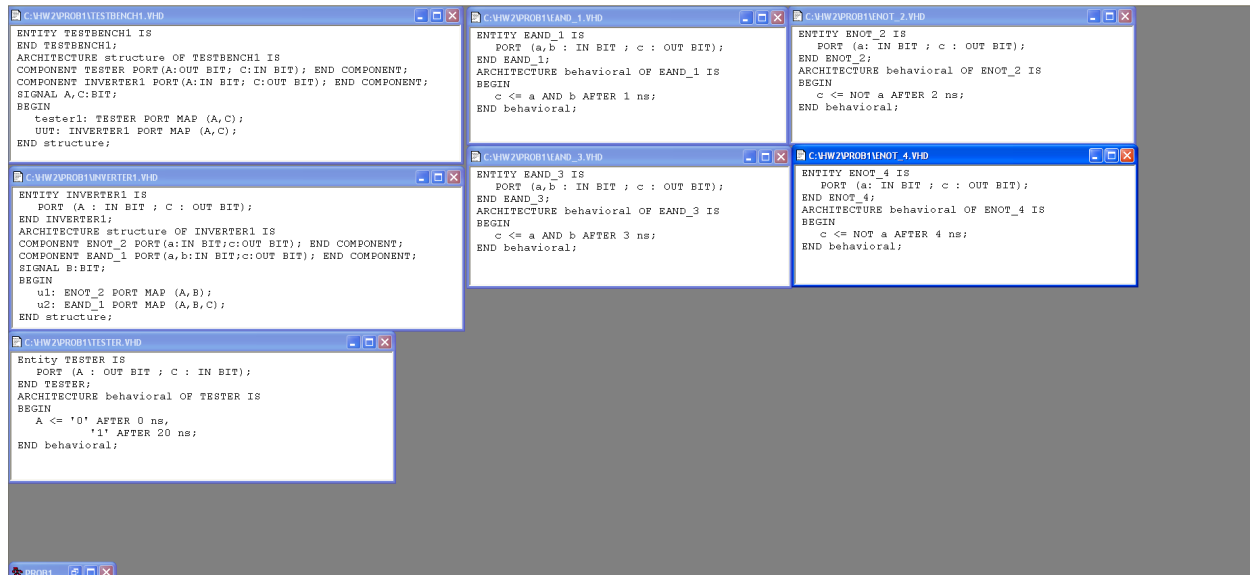 C:\HW2\PROB1\TESTBENCH1.VHD
ENTITY TESTBENCH1 IS
END TESTBENCH1;
ARCHITECTURE structure OF TESTBENCH1 IS
COMPONENT TESTER PORT(A:OUT BIT; C:IN BIT); END COMPONENT;
COMPONENT INVERTER1 PORT(A:IN BIT; C:OUT BIT); END COMPONENT;
SIGNAL A,C:BIT;
BEGIN
tester1: TESTER PORT MAP (A,C);
UUT: INVERTER1 PORT MAP (A,C);
END structure;
C:\HW2\PROB1\INVERTER1.VHD
ENTITY INVERTER1 IS
PORT (A : IN BIT ; C : OUT BIT);
END INVERTER1;
ARCHITECTURE structure OF INVERTER1 IS
COMPONENT ENOT_2 PORT(a:IN BIT;c:OUT BIT); END COMPONENT;
COMPONENT EAND_1 PORT(a,b:IN BIT;c:OUT BIT); END COMPONENT;
SIGNAL B:BIT;
BEGIN
u1: ENOT_2 PORT MAP (A,B);
u2: EAND_1 PORT MAP (A,B,C);
END structure;
C:\HW2\PROB1\TESTER.VHD
Entity TESTER IS
PORT (A : OUT BIT ; C : IN BIT);
END TESTER;
ARCHITECTURE behavioral OF TESTER IS
BEGIN
A <= '0' AFTER 0 ns,
'1' AFTER 20 ns;
END behavioral;
C:\HW2\PROB1\EAND_1.VHD
ENTITY EAND_1 IS
PORT (a,b : IN BIT ; c : OUT BIT);
END EAND_1;
ARCHITECTURE behavioral OF EAND_1 IS
BEGIN
c <= a AND b AFTER 1 ns;
END behavioral;
C:\HW2\PROB1\EAND_3.VHD
ENTITY EAND_3 IS
PORT (a,b : IN BIT ; c : OUT BIT);
END EAND_3;
ARCHITECTURE behavioral OF EAND_3 IS
BEGIN
c <= a AND b AFTER 3 ns;
END behavioral;
C:\HW2\PROB1\ENOT_2.VHD
ENTITY ENOT_2 IS
PORT (a: IN BIT ; c : OUT BIT);
END ENOT_2;
ARCHITECTURE behavioral OF ENOT_2 IS
BEGIN
c <= NOT a AFTER 2 ns;
END behavioral;
C:\HW2\PROB1\ENOT_4.VHD
ENTITY ENOT_4 IS
PORT (a: IN BIT ; c : OUT BIT);
END ENOT_4;
ARCHITECTURE behavioral OF ENOT_4 IS
BEGIN
c <= NOT a AFTER 4 ns;
END behavioral;
PROB1